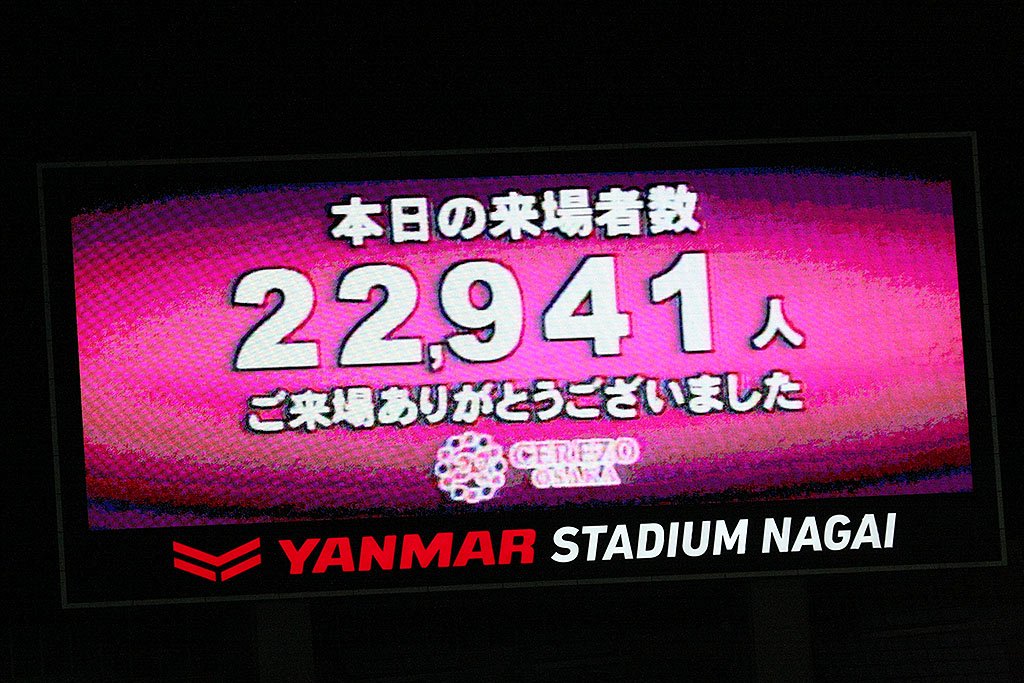 本日の来場者数
22,941人
ご来場ありがとうございました
CEREZO
OSAKA
YANMAR STADIUM NAGAI